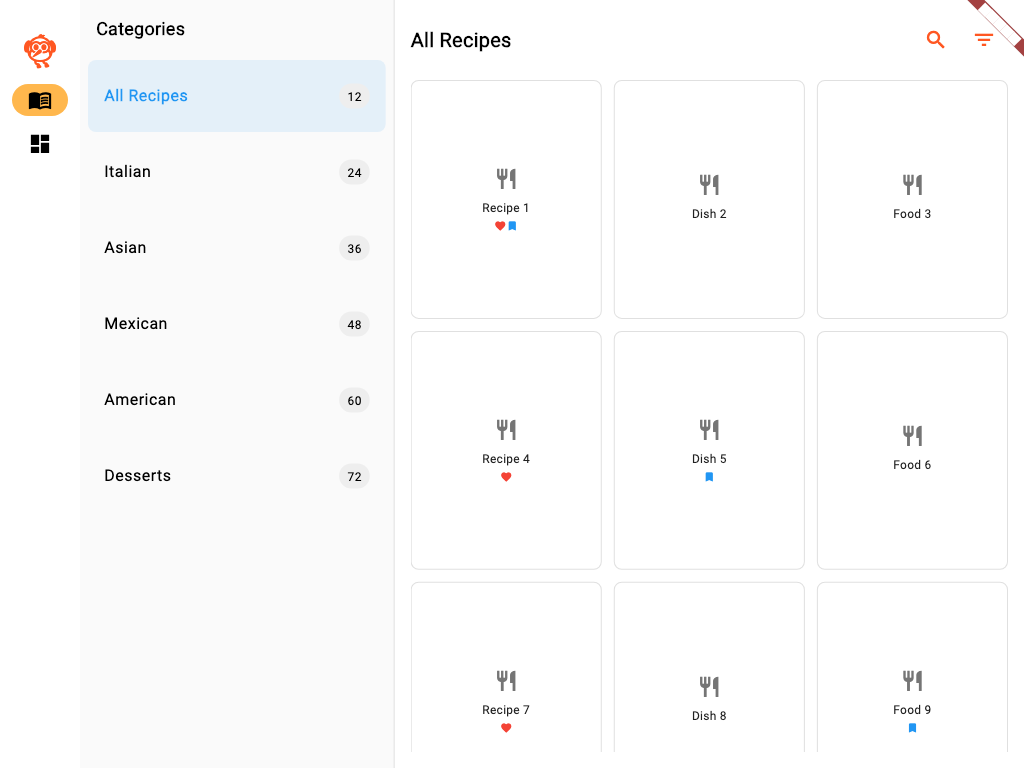 Categories
All Recipes 12
Italian 24
Asian 36
Mexican 48
American 60
Desserts 72
All Recipes
Recipe 1
Dish 2
Food 3
Recipe 4
Dish 5
Food 6
Recipe 7
Dish 8
Food 9